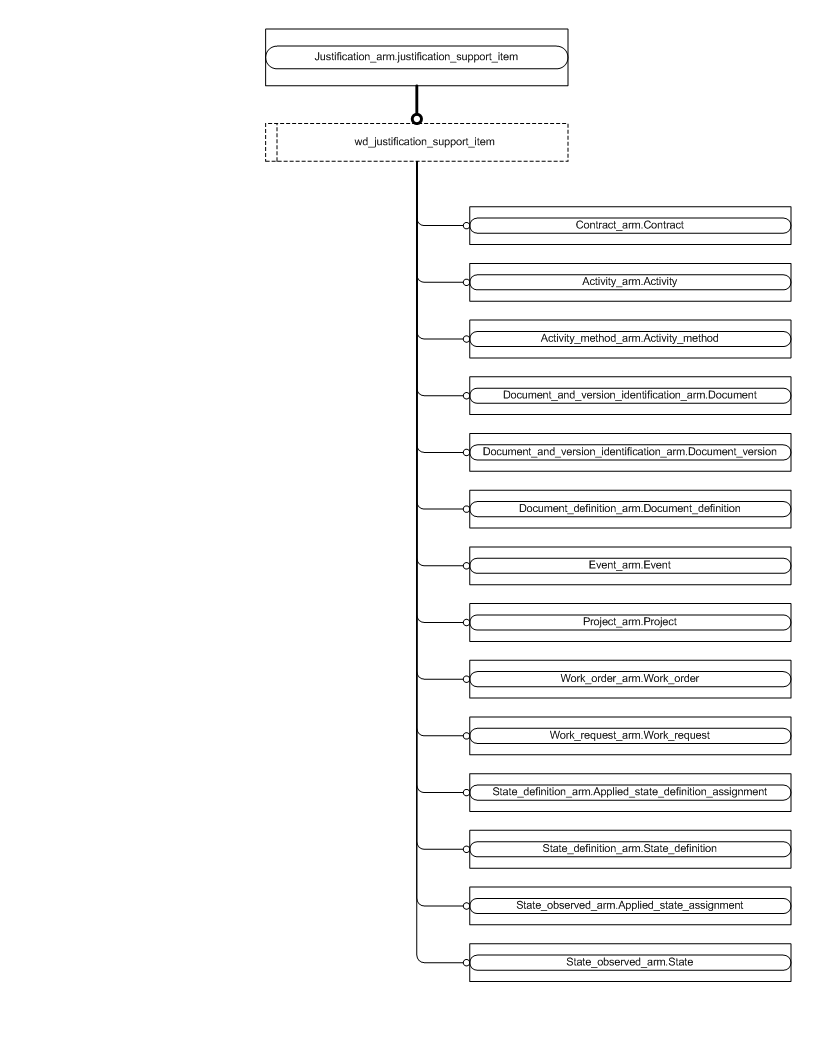 Justification_arm.justification_support_item
wd_justification_support_item
Contract_arm.Contract
Activity_arm.Activity
Activity_method_arm.Activity_method
Document_and_version_identification_arm.Document
Document_and_version_identification_arm.Document_version
Document_definition_arm.Document_definition
Event_arm.Event
Project_arm.Project
Work_order_arm.Work_order
Work_request_arm.Work_request
State_definition_arm.Applied_state_definition_assignment
State_definition_arm.State_definition
State_observed_arm.Applied_state_assignment
State_observed_arm.State